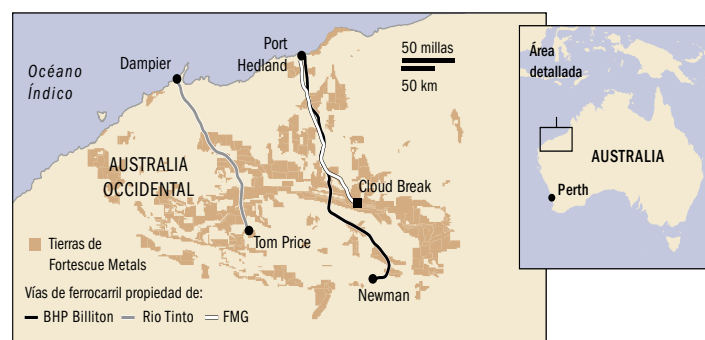 Océano
Índico
Dampier
Port
Hedland
50 millas
50 km
AUSTRALIA
OCCIDENTAL
Cloud Break
Tom Price
Newman
Tierras de
Fortescue Metals
Vías de ferrocarril propiedad de:
BHP Billiton Rio Tinto FMG
Área
detallada
AUSTRALIA
Perth